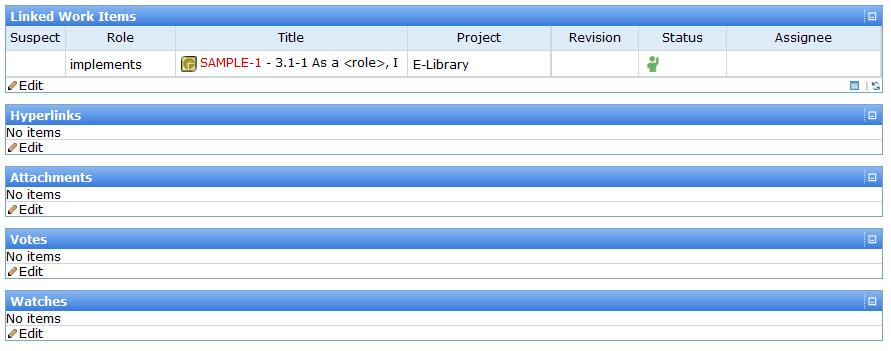 Linked Work Items
Suspect Role Title Project Revision Status Assignee
implements SAMPLE-1 - 3.1-1 As a <role>, I E-Library
Edit
Hyperlinks
No items
Edit
Attachments
No items
Edit
Votes
No items
Edit
Watches
No items
Edit